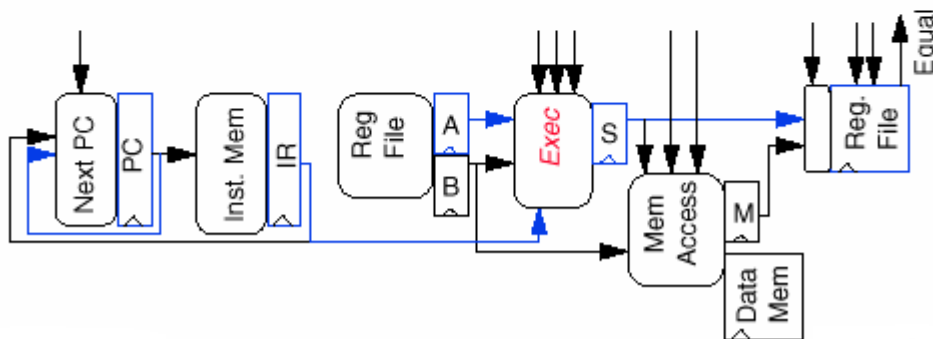 Next PC
PC
Inst. Mem
IR
Reg
File
A
B
Exec
S
Mem
Access
M
Data
Mem
Reg.
File
Equal